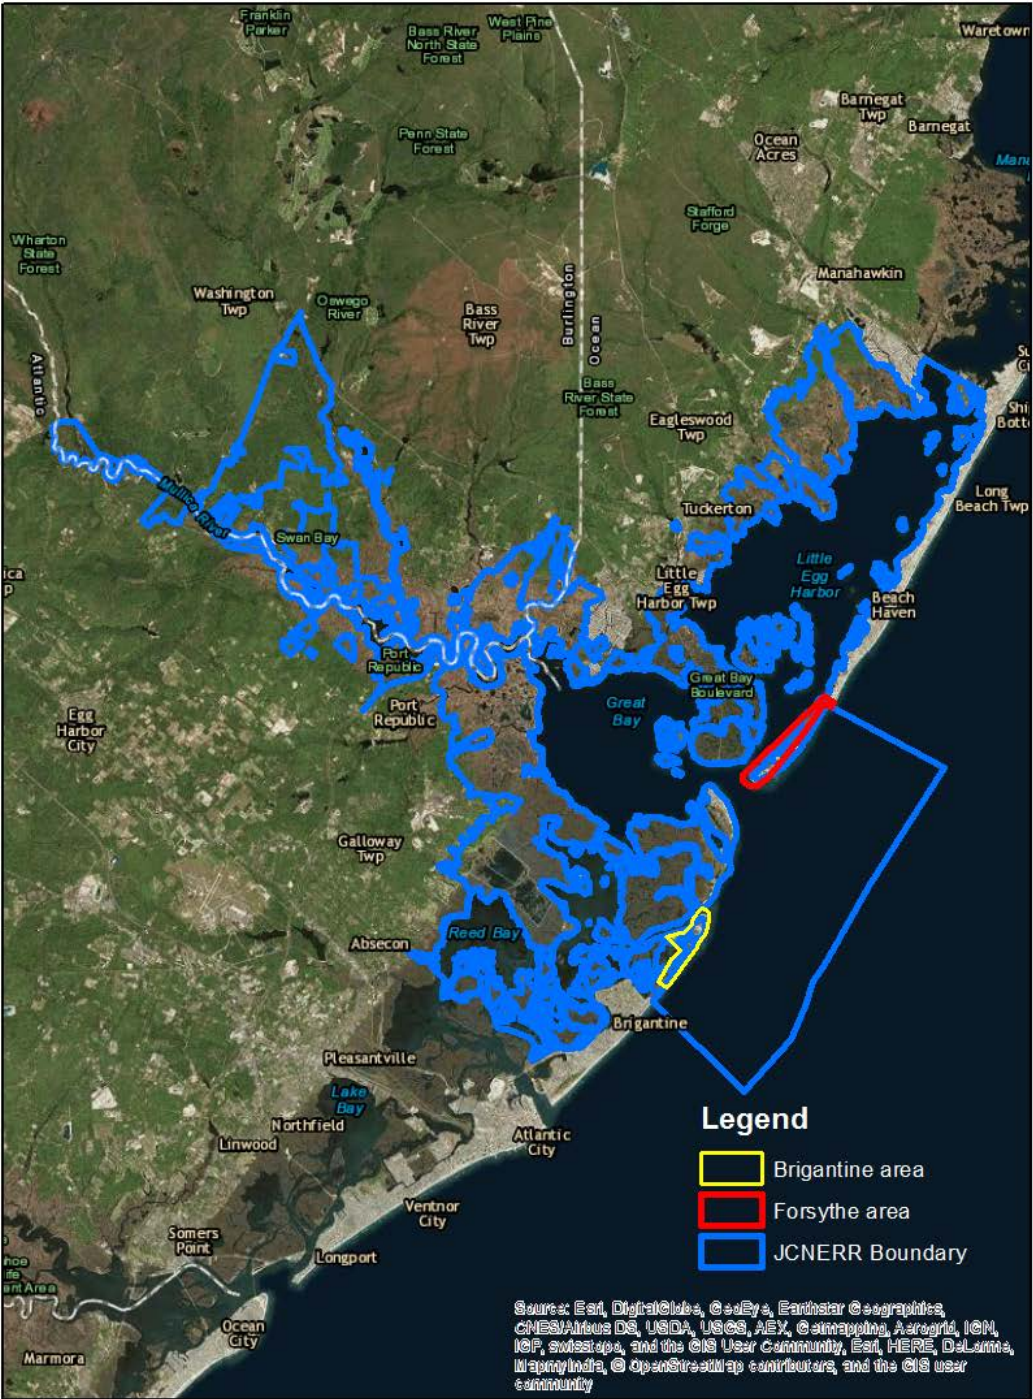 Franklin
Parker
Bass River
North State
Forest
West Pine
Plains
Waretown
Barnegat
Twp
Barnegat
Penn State
Forest
Ocean
Acres
Stafford
Forge
Wharton
State
Forest
Washington
Twp
Oswego
River
Bass
River
Twp
Burlington
Ocean
Manahawkin
Atlantic
Bass
River State
Forest
Eagleswood
Twp
Long
Beach Twp
Tuckerton
Mullica River
Swan Bay
Little
Egg
Harbor
Little
Egg
Harbor Twp
Beach
Haven
Port
Republic
Port
Republic
Great Bay
Boulevard
Great
Bay
Egg
Harbor
City
Galloway
Twp
Reed Bay
Absecon
Brigantine
Pleasantville
Lake
Bay
Northfield
Linwood
Atlantic
City
Ventnor
City
Somers
Point
Longport
Ocean
City
Marmora
Legend
Brigantine area
Forsythe area
JCNERR Boundary
Source: Esri, DigitalGlobe, GeoEye, Earthstar Geographics,
CNES/Airbus DS, USDA, USGS, AEX, Getmapping, Aerogrid, IGN,
IGP, swisstopo, and the GIS User Community, Esri, HERE, DeLorme,
MapmyIndia, © OpenStreetMap contributors, and the GIS user
community